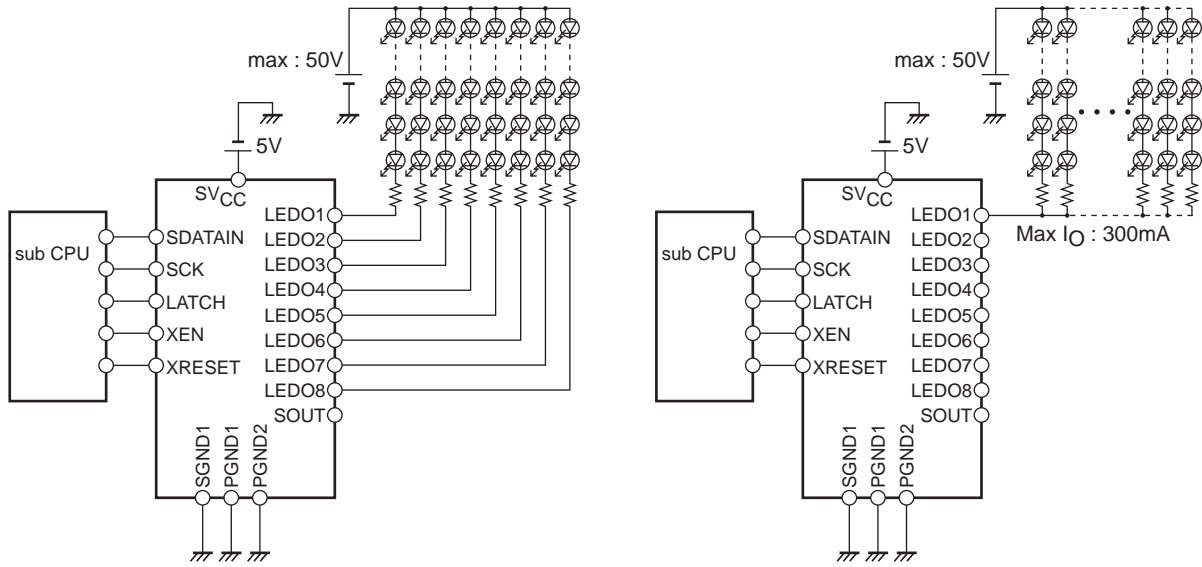 max : 50V
5V
SVCC
sub CPU
SDATAIN
SCK
LATCH
XEN
XRESET
LEDO1
LEDO2
LEDO3
LEDO4
LEDO5
LEDO6
LEDO7
LEDO8
SOUT
SGND1
PGND1
PGND2
max : 50V
5V
SVCC
sub CPU
SDATAIN
SCK
LATCH
XEN
XRESET
LEDO1
LEDO2
LEDO3
LEDO4
LEDO5
LEDO6
LEDO7
LEDO8
SOUT
Max IO : 300mA
SGND1
PGND1
PGND2